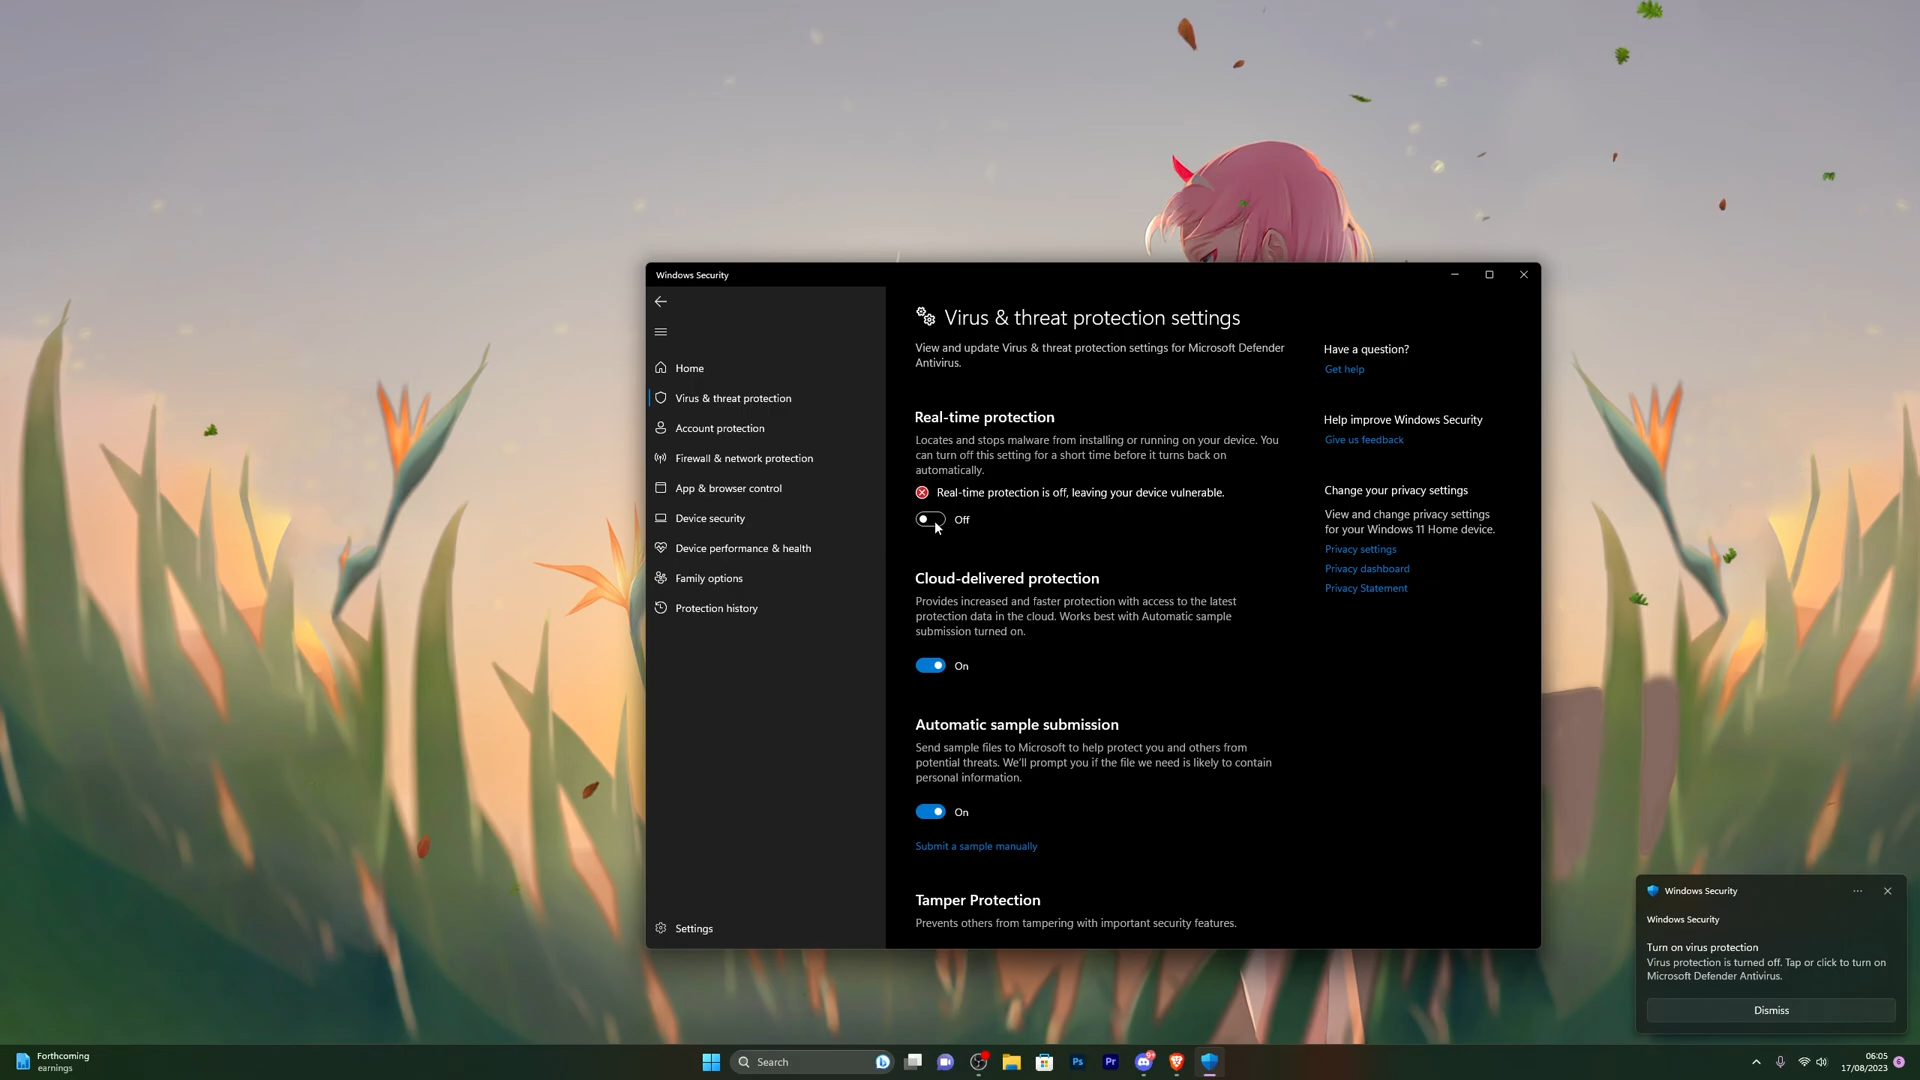 Windows Security
Home
Virus & threat protection
Account protection
Firewall & network protection
App & browser control
Device security
Device performance & health
Family options
Protection history
Settings
Virus & threat protection settings
View and update Virus & threat protection settings for Microsoft Defender
Antivirus.
Real-time protection
Locates and stops malware from installing or running on your device. You
can turn off this setting for a short time before it turns back on
automatically.
Real-time protection is off, leaving your device vulnerable.
Off
Cloud-delivered protection
Provides increased and faster protection with access to the latest
protection data in the cloud. Works best with Automatic sample
submission turned on.
On
Automatic sample submission
Send sample files to Microsoft to help protect you and others from
potential threats. We'll prompt you if the file we need is likely to contain
personal information.
On
Submit a sample manually
Tamper Protection
Prevents others from tampering with important security features.
Have a question?
Get help
Help improve Windows Security
Give us feedback
Change your privacy settings
View and change privacy settings
for your Windows 11 Home device.
Privacy settings
Privacy dashboard
Privacy Statement
Windows Security
Windows Security
Turn on virus protection
Virus protection is turned off. Tap or click to turn on
Microsoft Defender Antivirus.
Dismiss
Forthcoming
earnings
Search
Ps
Pr
9+
06:05
17/08/2023
6